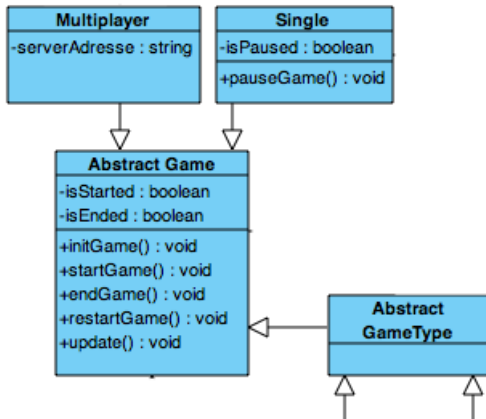 Multiplayer
-serverAdresse : string
Single
-isPaused : boolean
+pauseGame() : void
Abstract Game
-isStarted : boolean
-isEnded : boolean
+initGame() : void
+startGame() : void
+endGame() : void
+restartGame() : void
+update() : void
Abstract
GameType